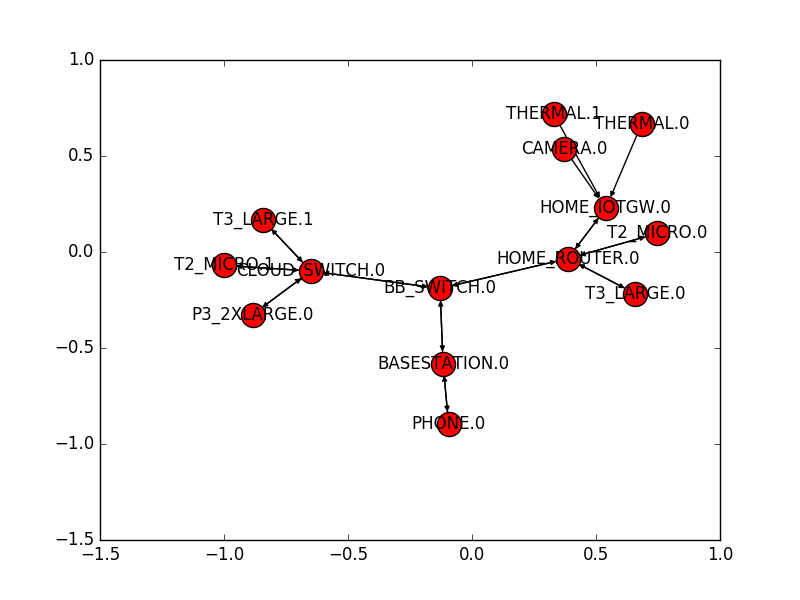 1.0
THERMAL.1
THERMAL.0
CAMERA.0
0.5
HOME_IOTGW.0
T3_LARGE.1
T2_MICRO.0
0.0
HOME_ROUTER.0
T2_MICRO.1
CLOUD_SWITCH.0
BB_SWITCH.0
T3_LARGE.0
P3_2XLARGE.0
−0.5
BASESTATION.0
PHONE.0
−1.0
−1.5
−1.5 −1.0 −0.5 0.0 0.5 1.0